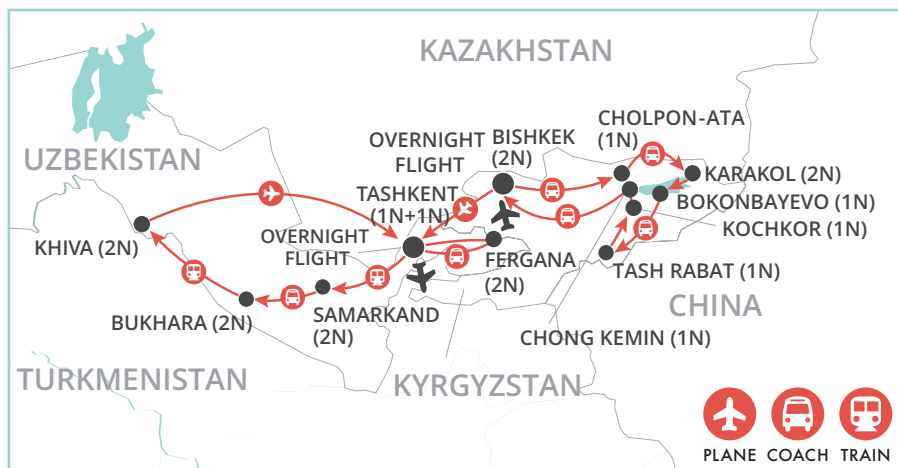 KAZAKHSTAN
CHOLPON-ATA
(1N)
OVERNIGHT
FLIGHT
BISHKEK
(2N)
UZBEKISTAN
KARAKOL (2N)
TASHKENT
(1N+1N)
BOKONBAYEVO (1N)
KOCHKOR (1N)
KHIVA (2N)
OVERNIGHT
FLIGHT
FERGANA
(2N)
TASH RABAT (1N)
CHINA
BUKHARA (2N)
SAMARKAND
(2N)
CHONG KEMIN (1N)
TURKMENISTAN
KYRGYZSTAN
PLANE
COACH
TRAIN